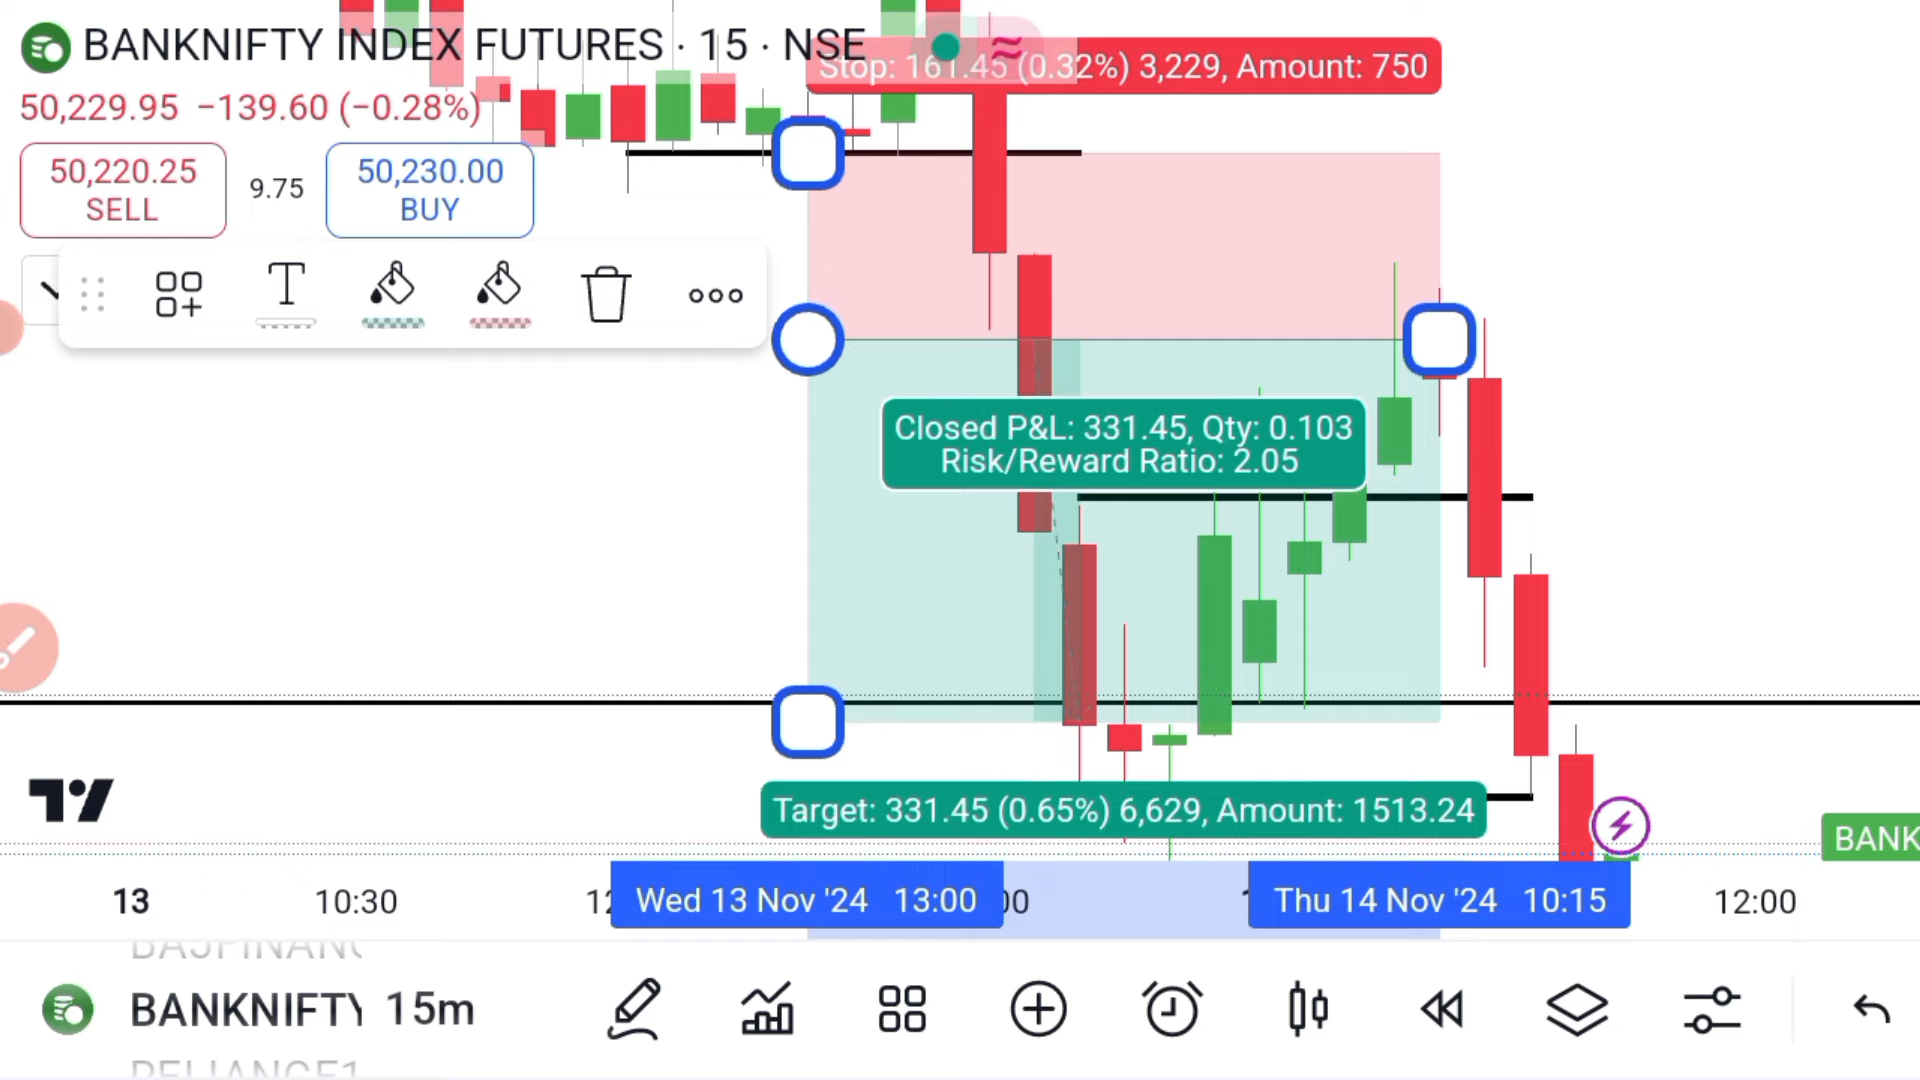 BANKNIFTY INDEX FUTURES · 15 · NSE
Stop: 161.45 (0.32%) 3,229, Amount: 750
50,229.95 −139.60 (−0.28%)
50,220.25
SELL
9.75
50,230.00
BUY
T
Closed P&L: 331.45, Qty: 0.103
Risk/Reward Ratio: 2.05
Target: 331.45 (0.65%) 6,629, Amount: 1513.24
BANK
13
10:30
Wed 13 Nov '24 13:00
Thu 14 Nov '24 10:15
12:00
BANKNIFTY 15m